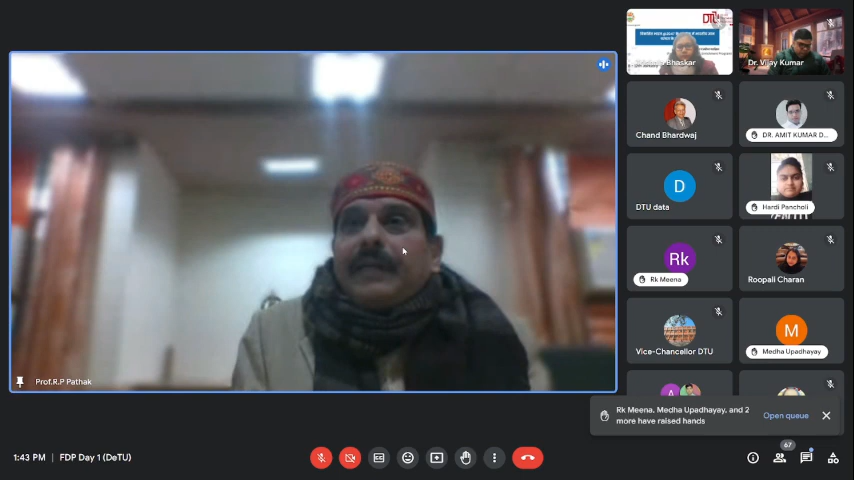 DTU
Bhaskar
Dr. Vijay Kumar
Chand Bhardwaj
DR. AMIT KUMAR D...
D
DTU data
Hardi Pancholi
Rk
Rk Meena
Roopali Charan
Vice-Chancellor DTU
M
Medha Upadhayay
A
Prof.R.P Pathak
Rk Meena, Medha Upadhayay, and 2
more have raised hands
Open queue
1:43 PM | FDP Day 1 (DeTU)
67